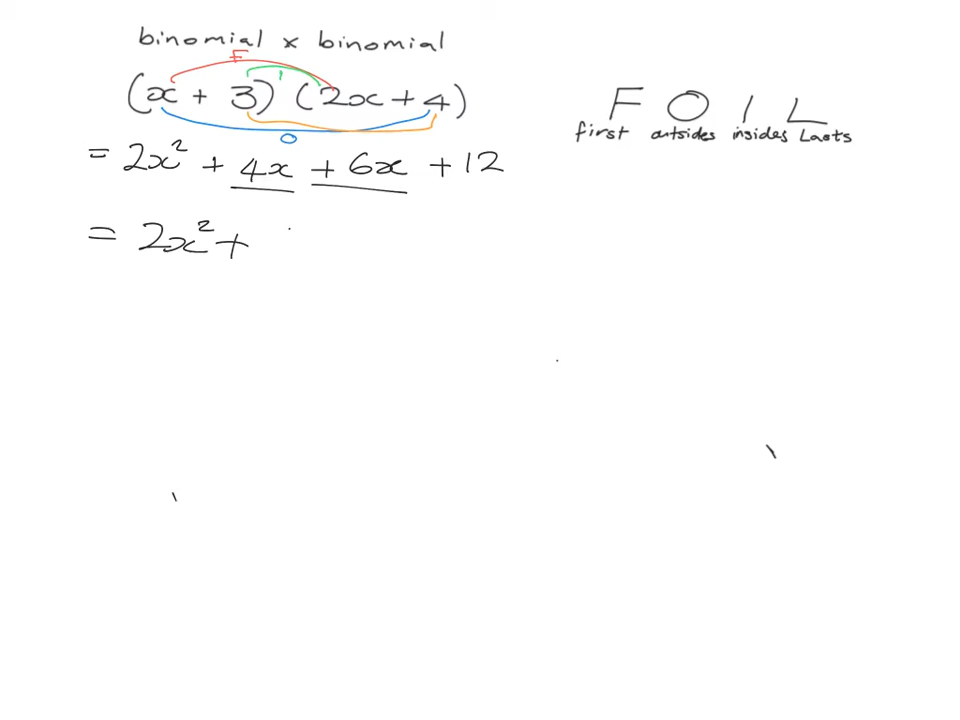 binomial x binomial
F
I
(x + 3) (2x + 4)
O
= 2x² + 4x + 6x + 12
= 2x² +
F O I L
first outsides insides Lasts